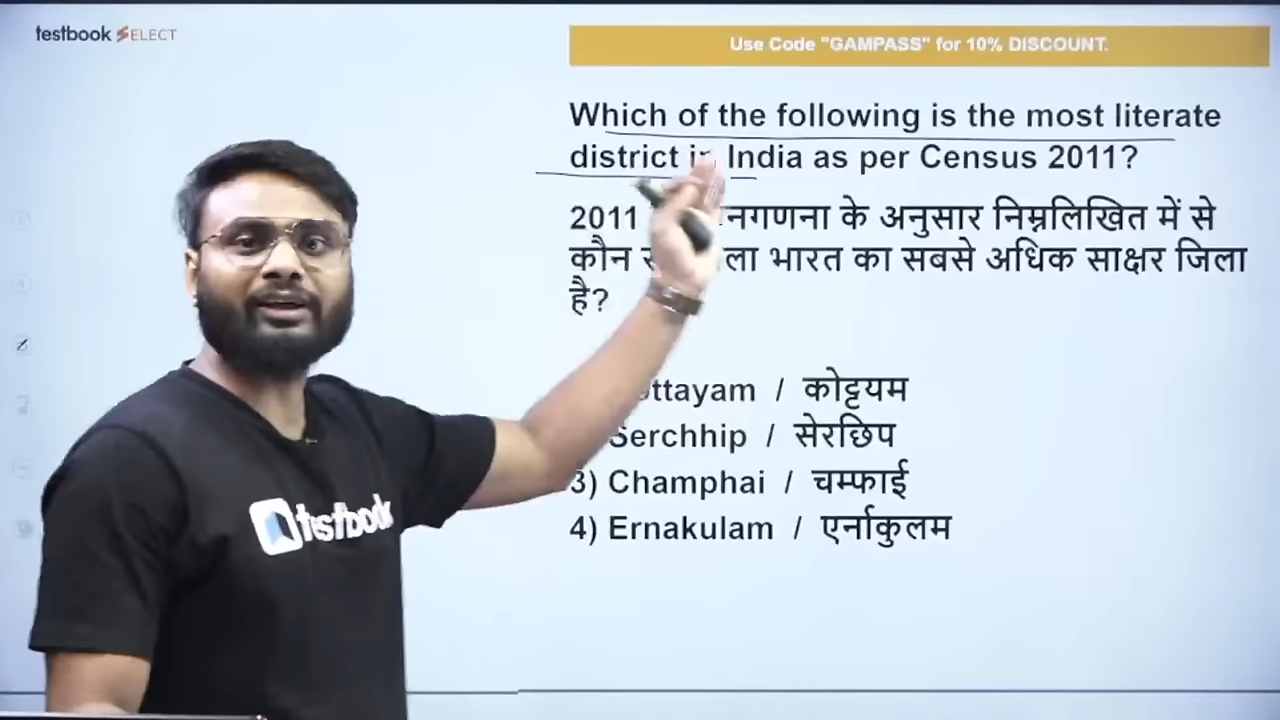 testbook SELECT
Use Code "GAMPASS" for 10% DISCOUNT.
Which of the following is the most literate
district in India as per Census 2011?
2011 के अनुसार निम्नलिखित में से
कौन भारत का सबसे अधिक साक्षर जिला
है?
/ कोट्टयम
Serchhip / सेरछिप
3) Champhai / चम्फाई
4) Ernakulam / एर्नाकुलम
testbook